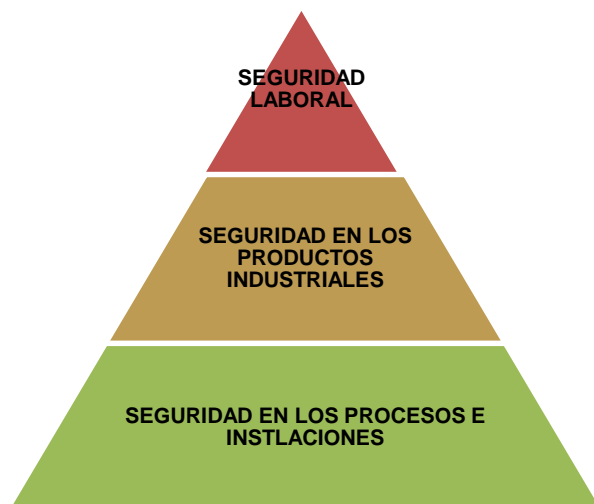 SEGURIDAD
LABORAL
SEGURIDAD EN LOS
PRODUCTOS
INDUSTRIALES
SEGURIDAD EN LOS PROCESOS E
INSTLACIONES